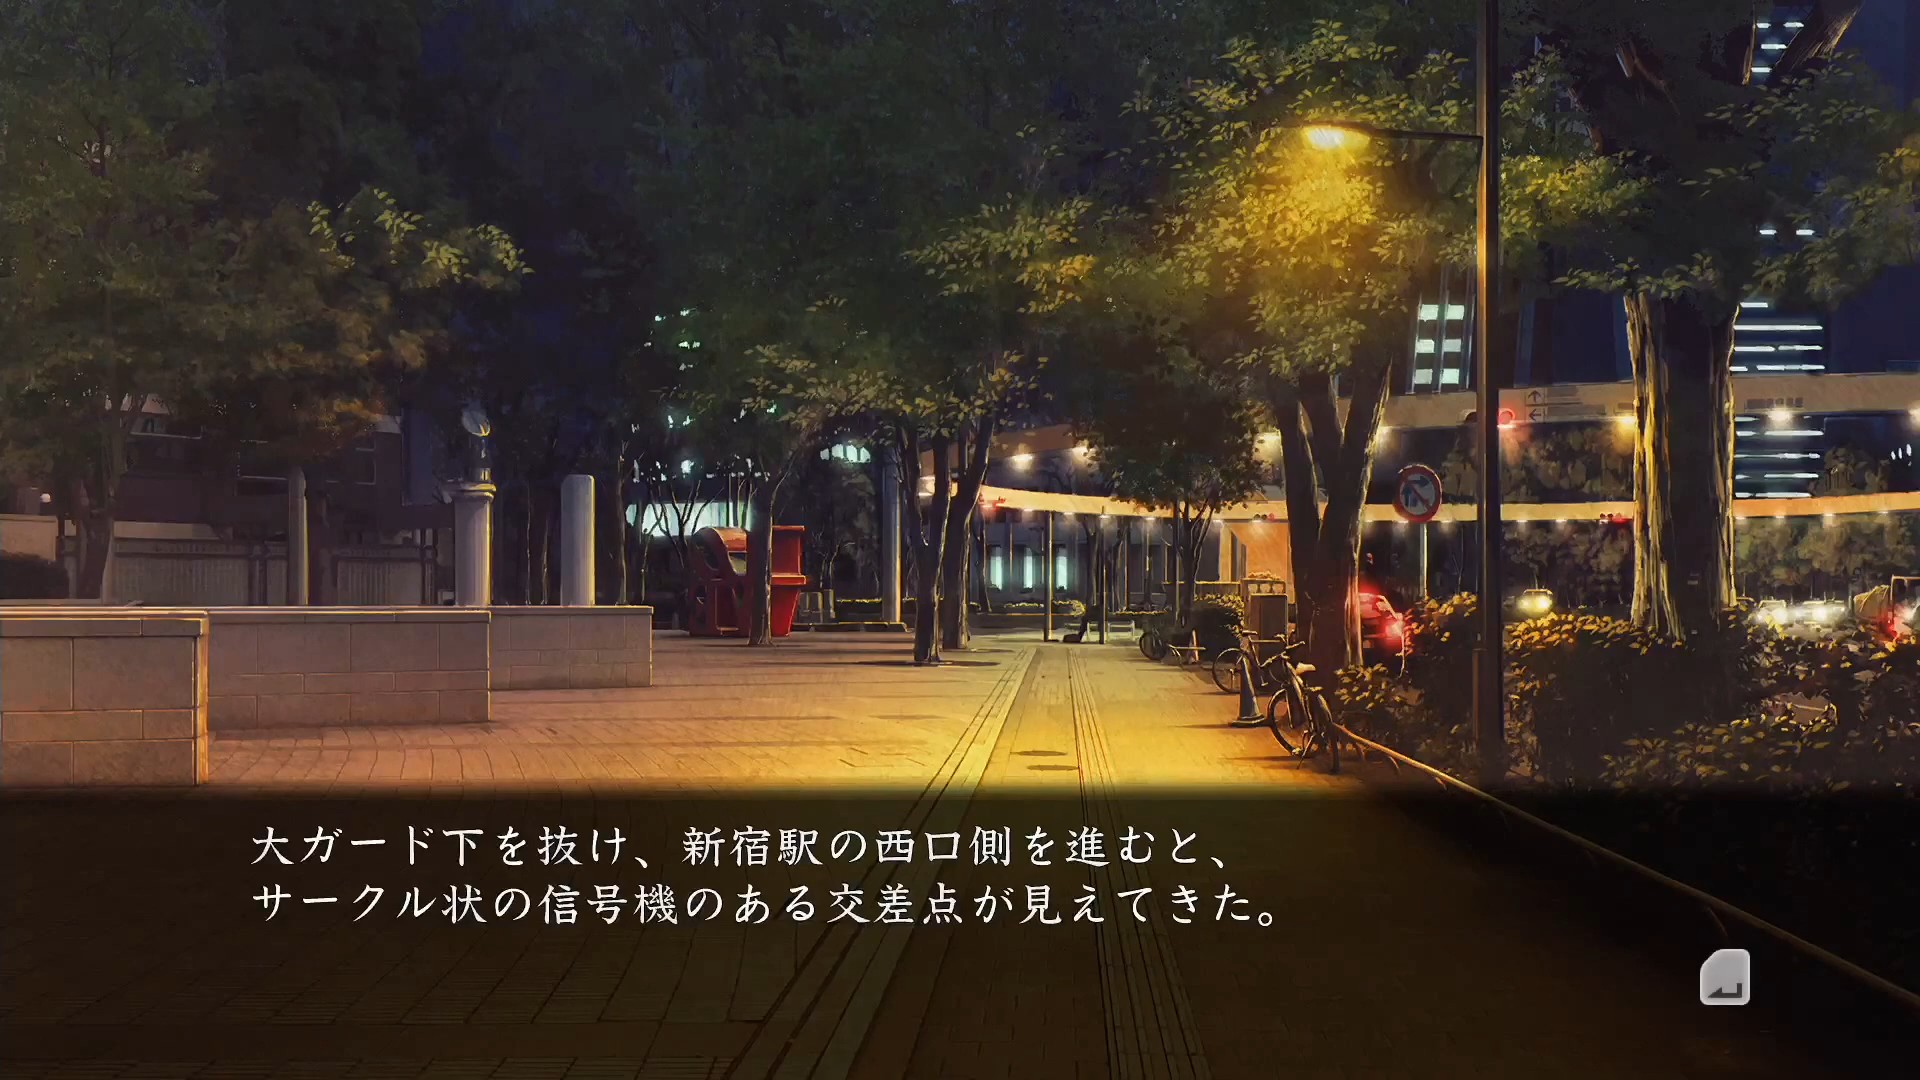 大ガード下を抜け、新宿駅の西口側を進むと、
サークル状の信号機のある交差点が見えてきた。